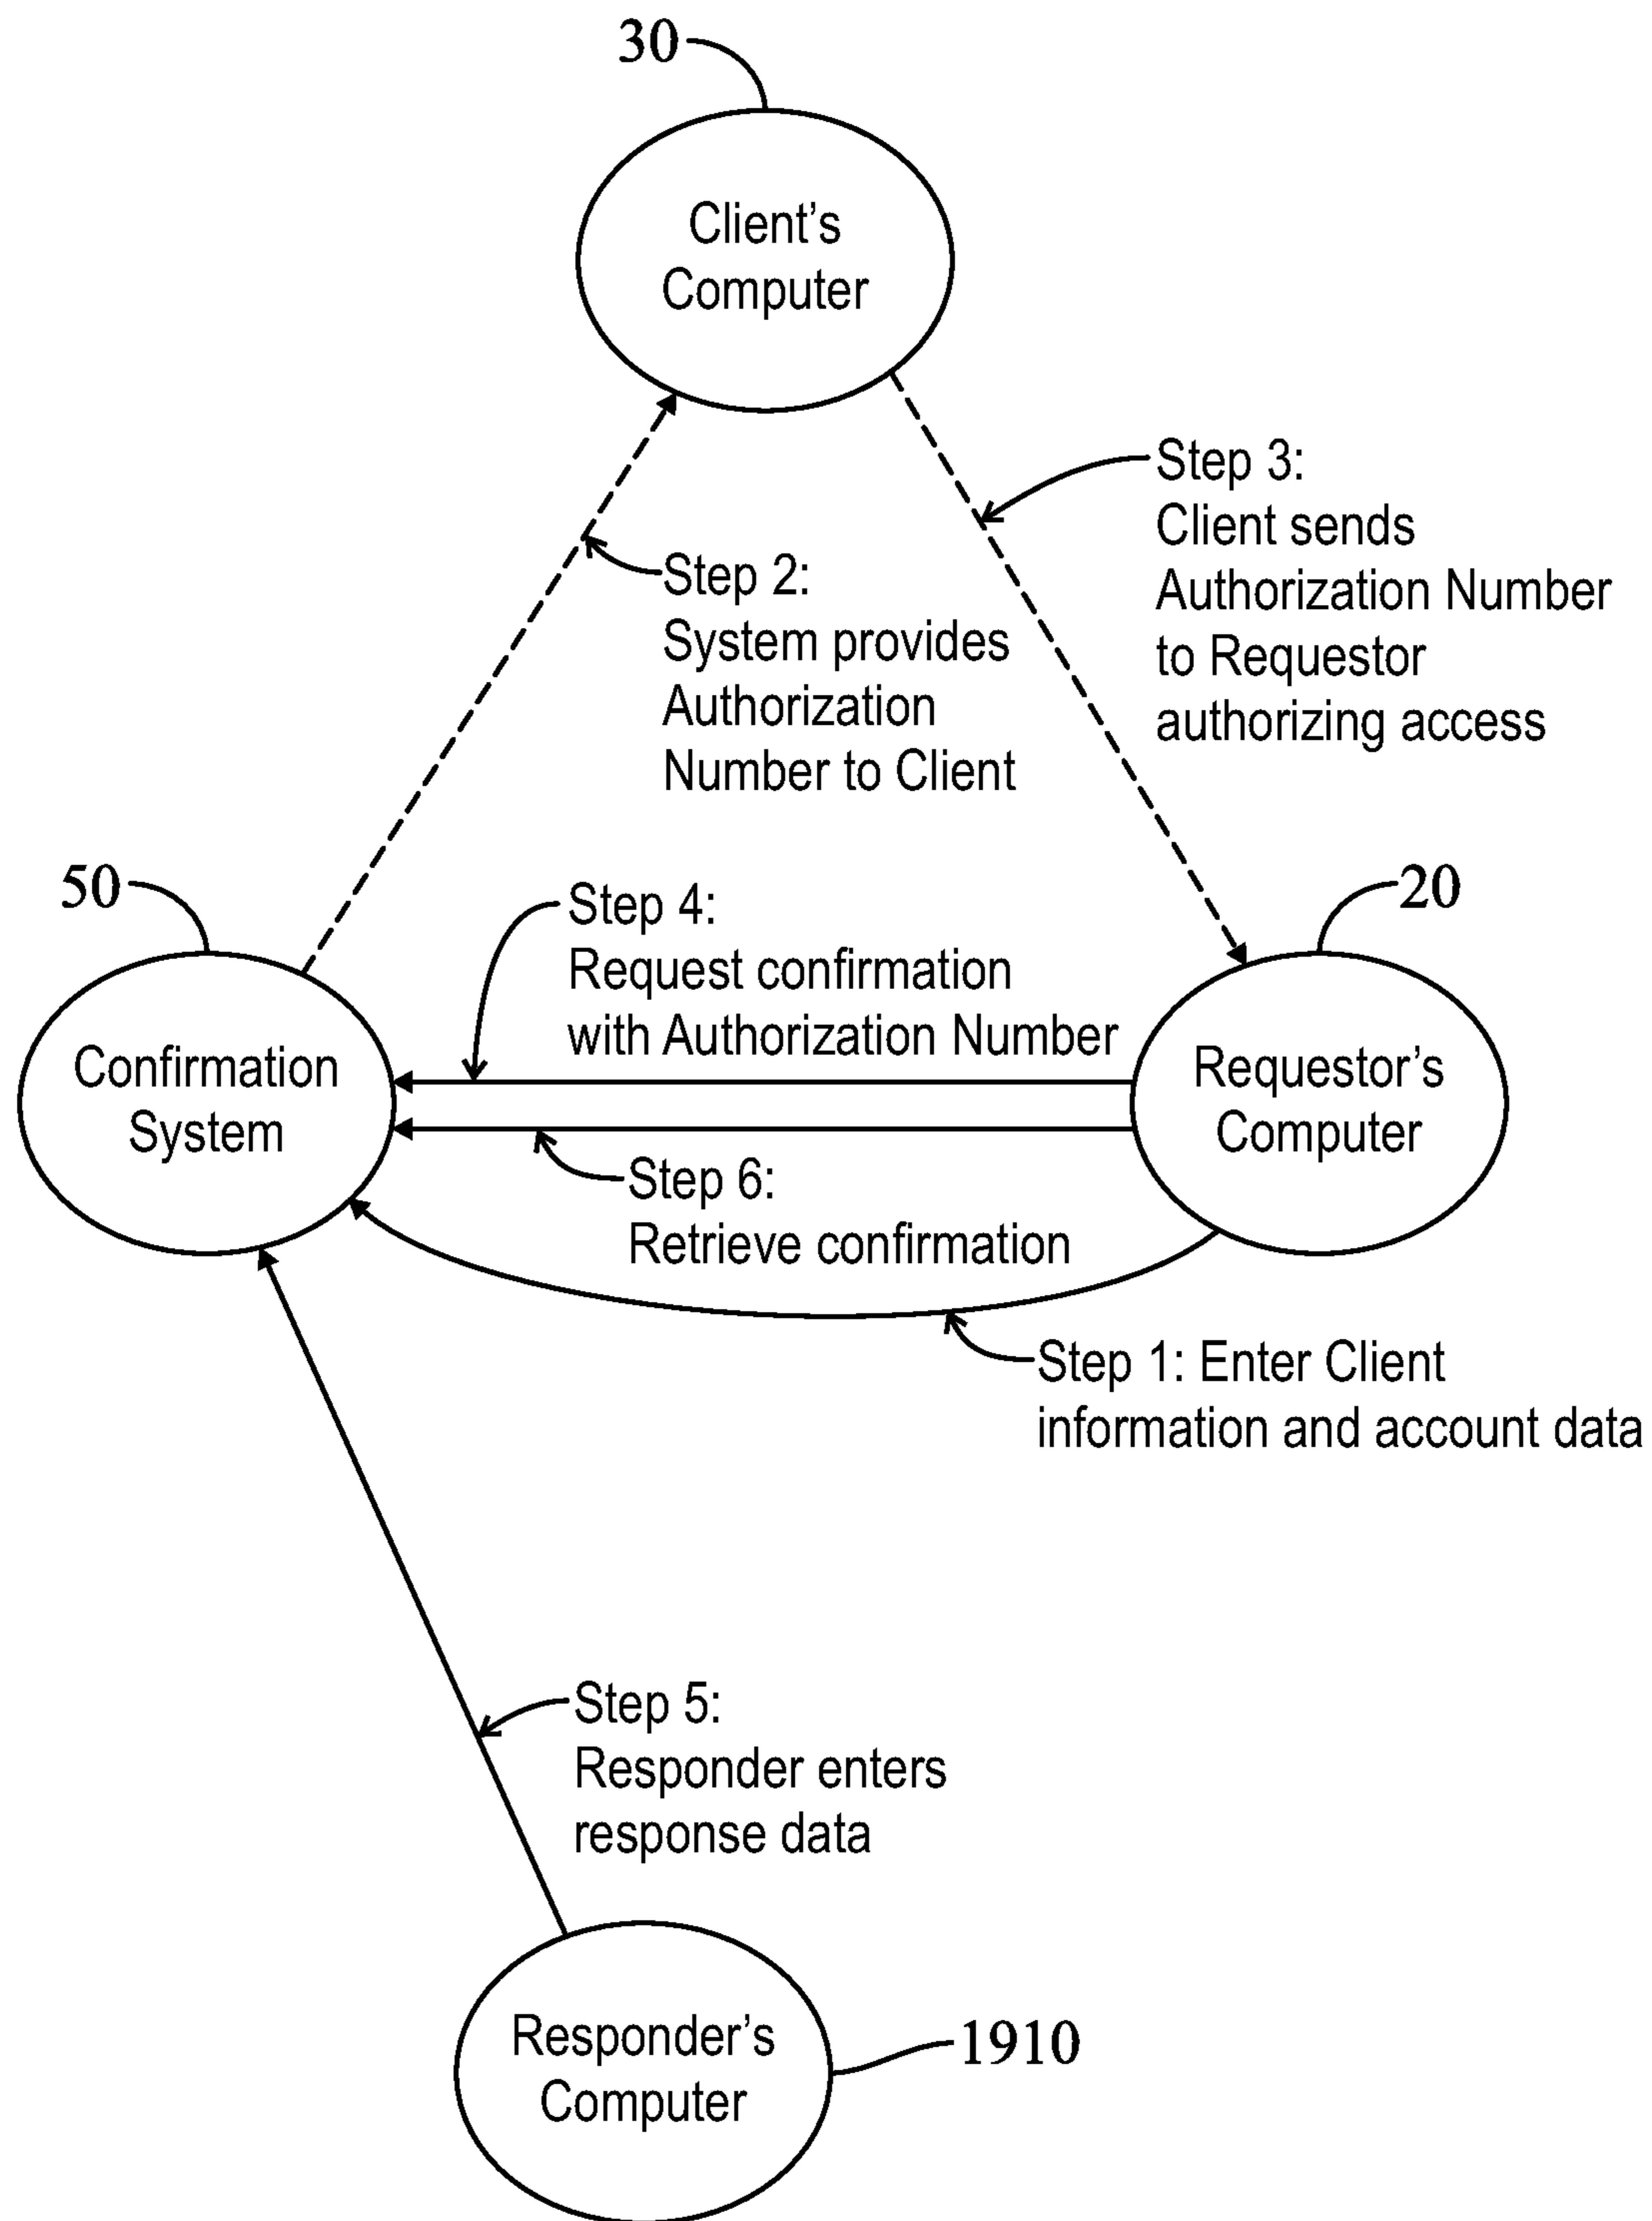 30
Client's
Computer
Step 3:
Client sends
Authorization Number
to Requestor
authorizing access
Step 2:
System provides
Authorization
Number to Client
50
20
Step 4:
Request confirmation
with Authorization Number
Confirmation
System
Requestor's
Computer
Step 6:
Retrieve confirmation
Step 1: Enter Client
information and account data
Step 5:
Responder enters
response data
Responder's
Computer
1910